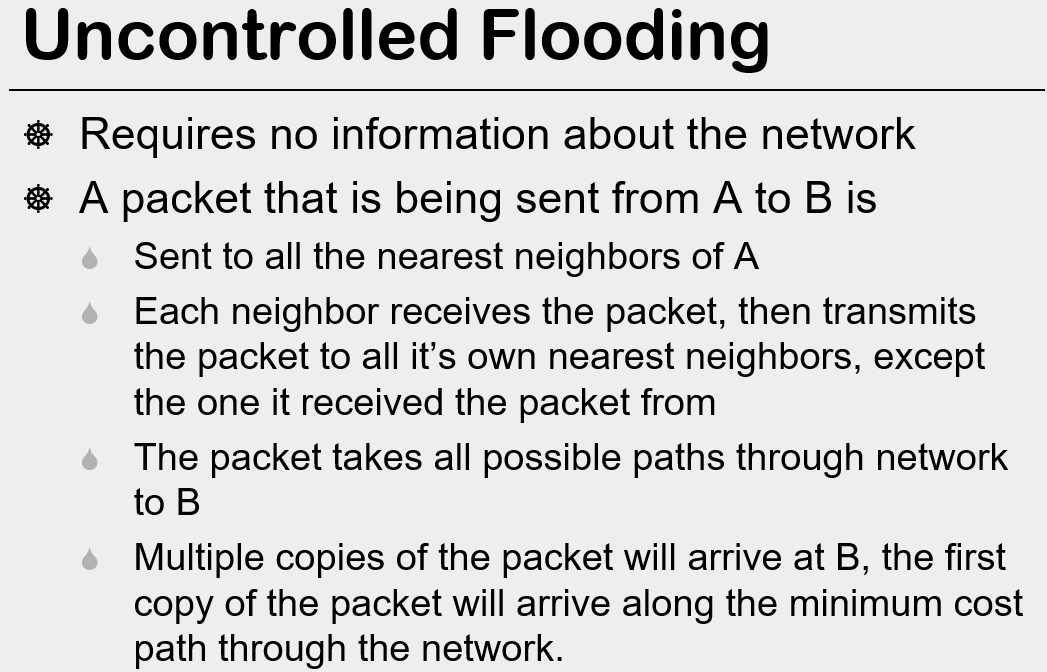 Uncontrolled Flooding
Requires no information about the network
A packet that is being sent from A to B is
Sent to all the nearest neighbors of A
Each neighbor receives the packet, then transmits
the packet to all it’s own nearest neighbors, except
the one it received the packet from
The packet takes all possible paths through network
to B
Multiple copies of the packet will arrive at B, the first
copy of the packet will arrive along the minimum cost
path through the network.